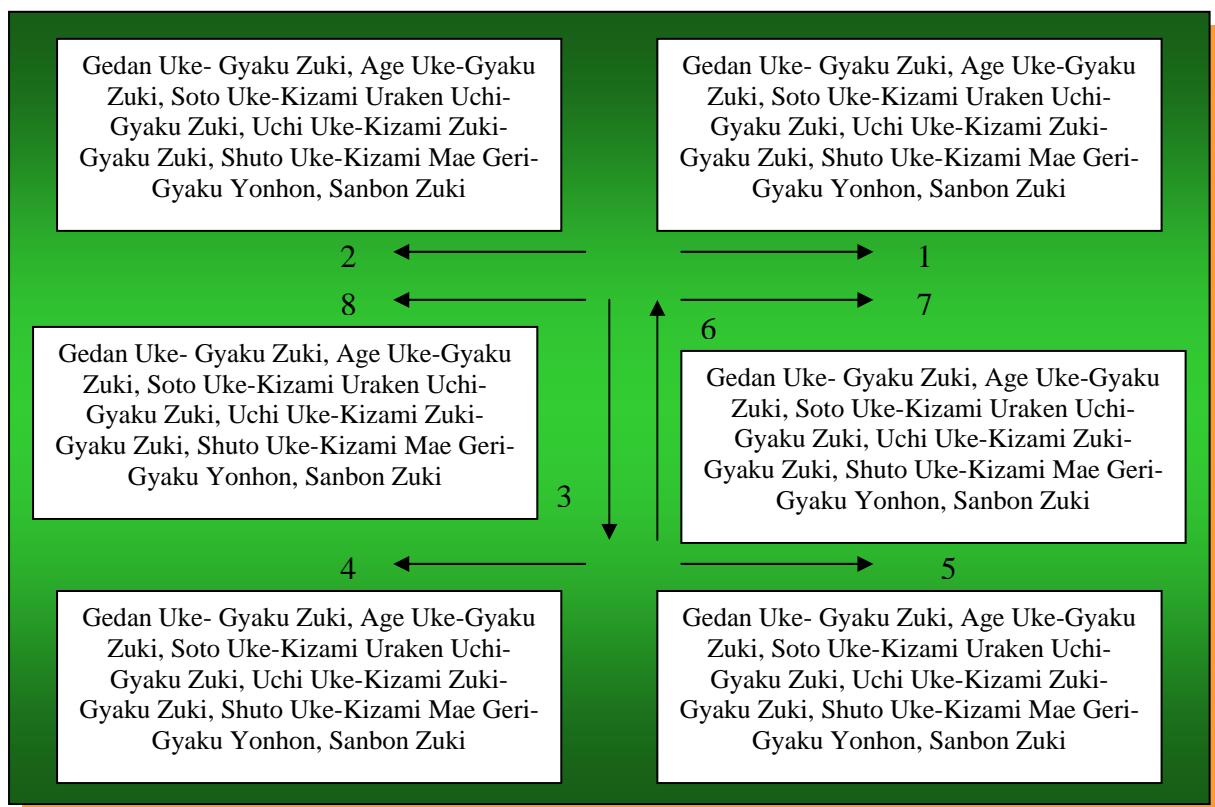 Gedan Uke- Gyaku Zuki, Age Uke-Gyaku
Zuki, Soto Uke-Kizami Uraken Uchi-
Gyaku Zuki, Uchi Uke-Kizami Zuki-
Gyaku Zuki, Shuto Uke-Kizami Mae Geri-
Gyaku Yonhon, Sanbon Zuki
Gedan Uke- Gyaku Zuki, Age Uke-Gyaku
Zuki, Soto Uke-Kizami Uraken Uchi-
Gyaku Zuki, Uchi Uke-Kizami Zuki-
Gyaku Zuki, Shuto Uke-Kizami Mae Geri-
Gyaku Yonhon, Sanbon Zuki
2
1
8
7
6
Gedan Uke- Gyaku Zuki, Age Uke-Gyaku
Zuki, Soto Uke-Kizami Uraken Uchi-
Gyaku Zuki, Uchi Uke-Kizami Zuki-
Gyaku Zuki, Shuto Uke-Kizami Mae Geri-
Gyaku Yonhon, Sanbon Zuki
Gedan Uke- Gyaku Zuki, Age Uke-Gyaku
Zuki, Soto Uke-Kizami Uraken Uchi-
Gyaku Zuki, Uchi Uke-Kizami Zuki-
Gyaku Zuki, Shuto Uke-Kizami Mae Geri-
Gyaku Yonhon, Sanbon Zuki
3
4
5
Gedan Uke- Gyaku Zuki, Age Uke-Gyaku
Zuki, Soto Uke-Kizami Uraken Uchi-
Gyaku Zuki, Uchi Uke-Kizami Zuki-
Gyaku Zuki, Shuto Uke-Kizami Mae Geri-
Gyaku Yonhon, Sanbon Zuki
Gedan Uke- Gyaku Zuki, Age Uke-Gyaku
Zuki, Soto Uke-Kizami Uraken Uchi-
Gyaku Zuki, Uchi Uke-Kizami Zuki-
Gyaku Zuki, Shuto Uke-Kizami Mae Geri-
Gyaku Yonhon, Sanbon Zuki